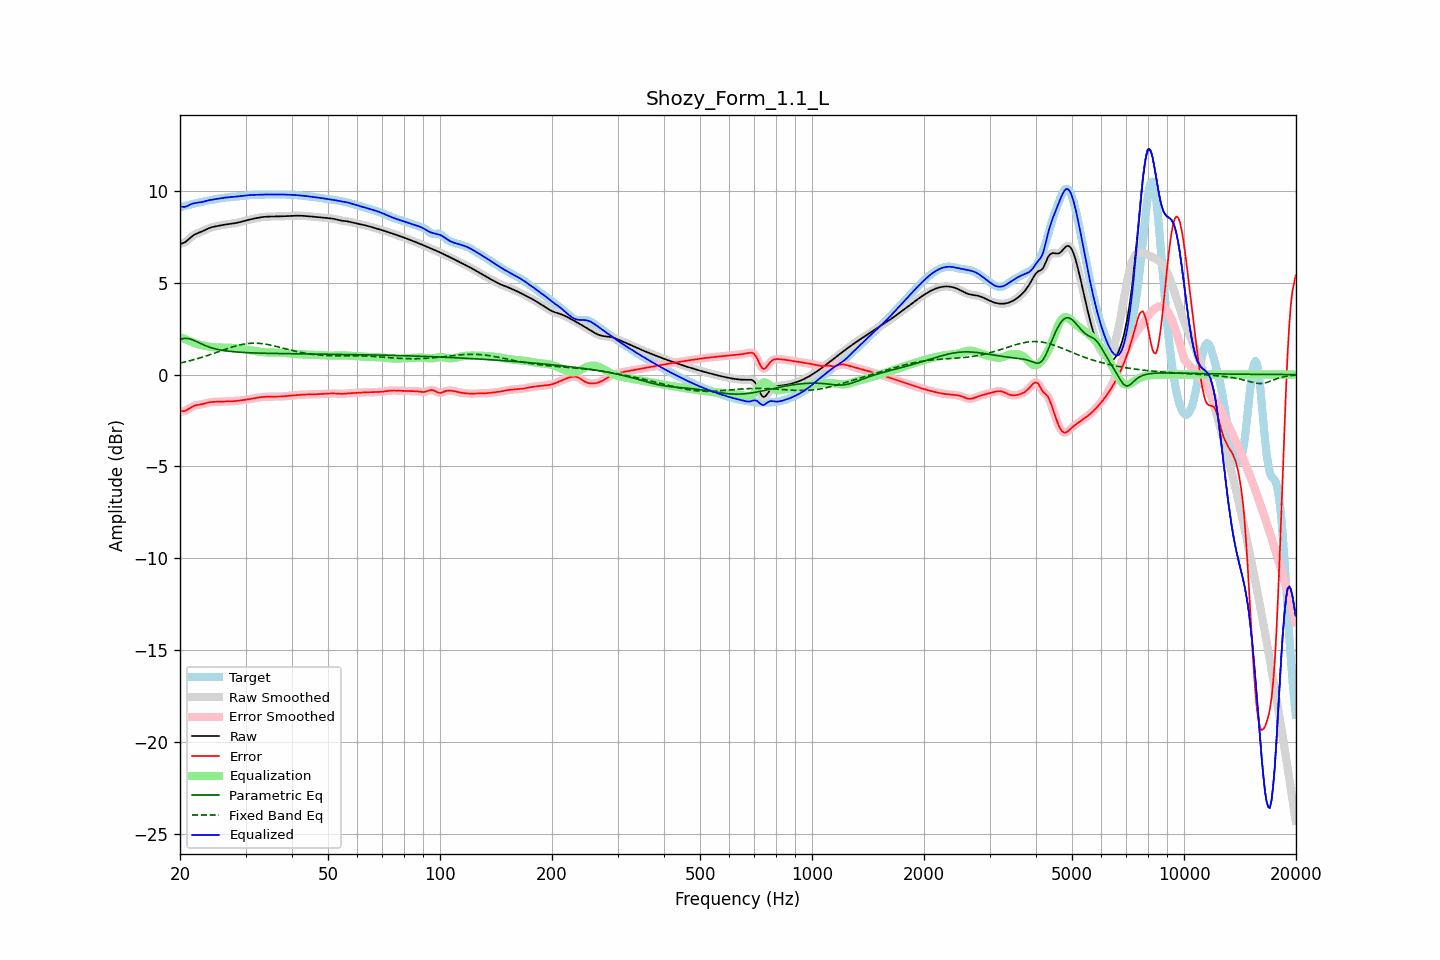 Shozy_Form_1.1_L
Amplitude (dBr)
10
5
0
−5
−10
−15
−20
−25
Target
Raw Smoothed
Error Smoothed
Raw
Error
Equalization
Parametric Eq
Fixed Band Eq
Equalized
20 50 100 200 500 1000 2000 5000 10000 20000
Frequency (Hz)